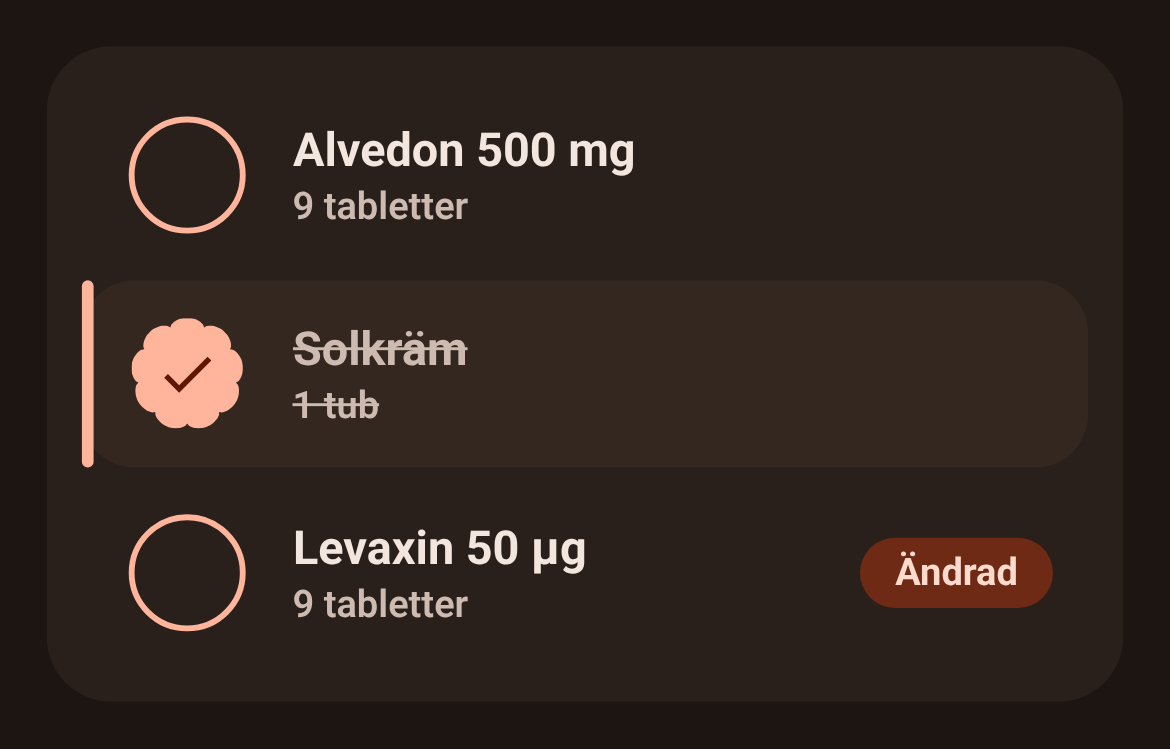 Alvedon 500 mg
9 tabletter
Solkräm
1 tub
Levaxin 50 µg
9 tabletter
Ändrad